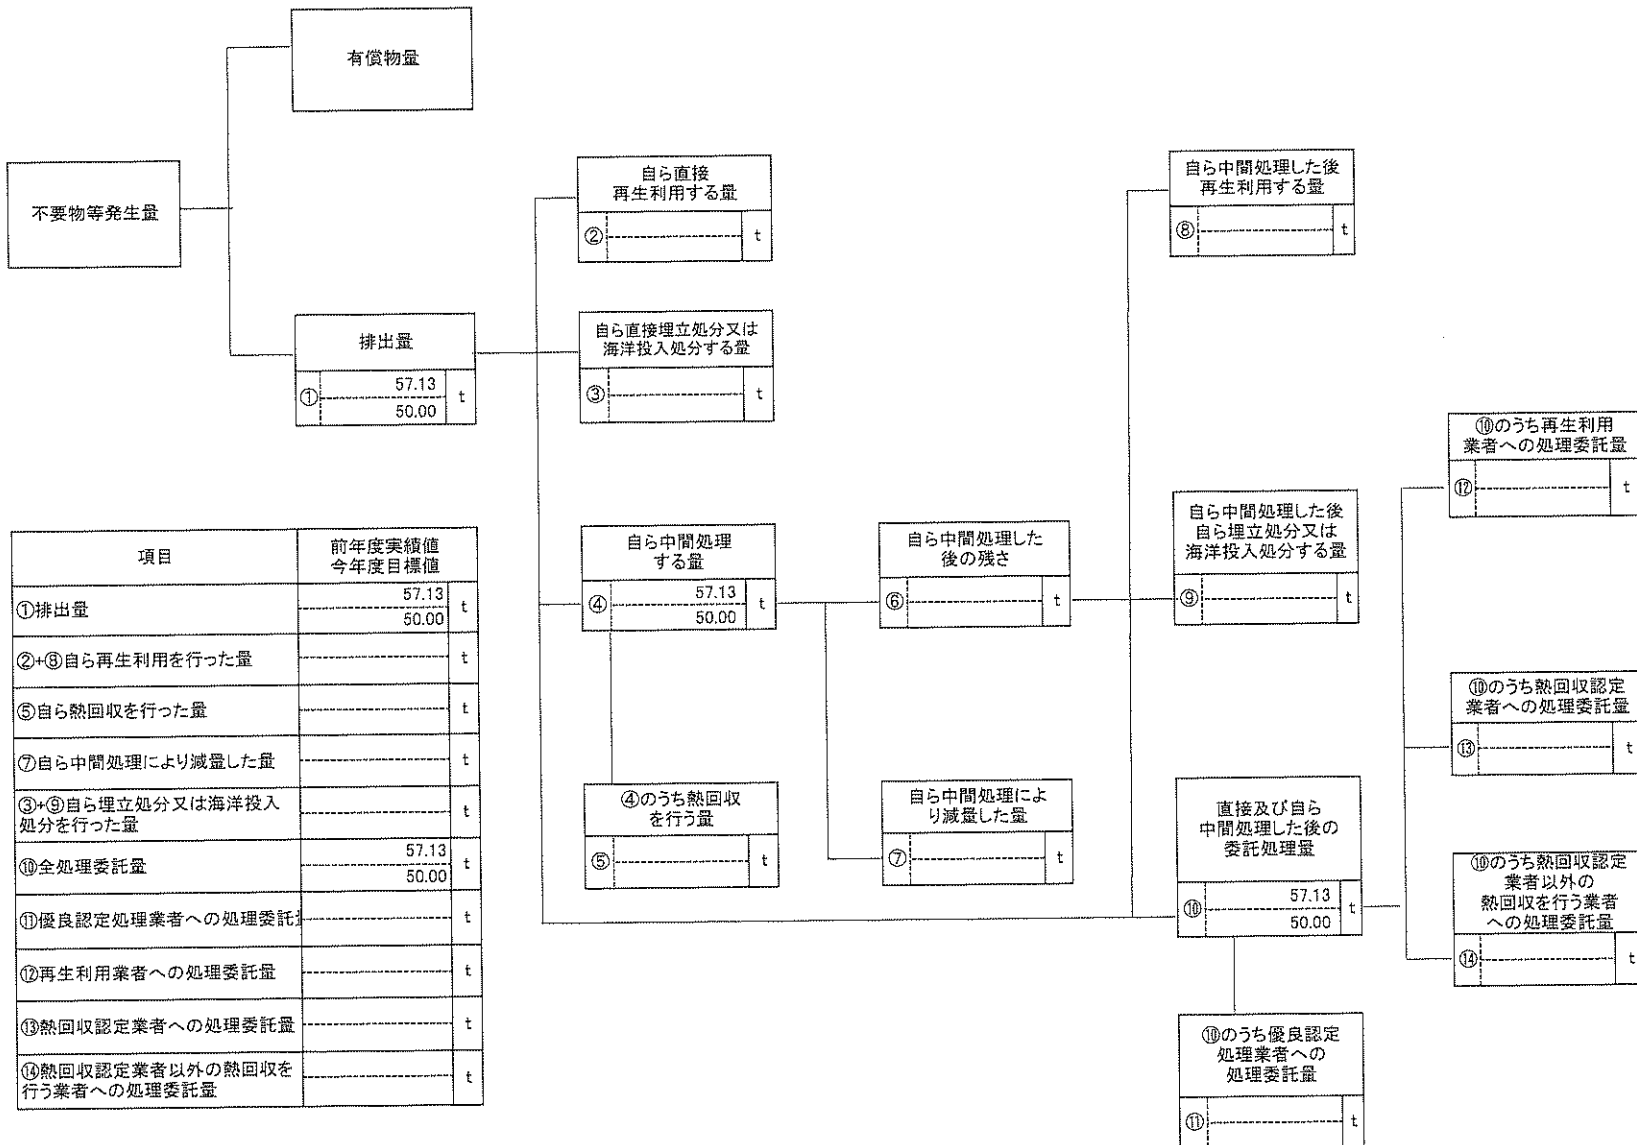 有償物量
不要物等発生量
自ら直接
再生利用する量
② t
自ら中間処理した後
再生利用する量
⑧ t
排出量
① 57.13 t
50.00
自ら直接埋立処分又は
海洋投入処分する量
③ t
⑩のうち再生利用
業者への処理委託量
⑫ t
自ら中間処理
する量
④ 57.13 t
50.00
自ら中間処理した
後の残さ
⑥ t
自ら中間処理した後
自ら埋立処分又は
海洋投入処分する量
⑨ t
⑩のうち熱回収認定
業者への処理委託量
⑬ t
④のうち熱回収
を行う量
⑤ t
自ら中間処理によ
り減量した量
⑦ t
直接及び自ら
中間処理した後の
委託処理量
⑩ 57.13 t
50.00
⑩のうち熱回収認定
業者以外の
熱回収を行う業者
への処理委託量
⑭ t
⑩のうち優良認定
処理業者への
処理委託量
⑪ t
項目 前年度実績値
今年度目標値
①排出量 57.13 t
50.00
②+⑧自ら再生利用を行った量 t
⑤自ら熱回収を行った量 t
⑦自ら中間処理により減量した量 t
③+⑨自ら埋立処分又は海洋投入
処分を行った量 t
⑩全処理委託量 57.13 t
50.00
⑪優良認定処理業者への処理委託 t
⑫再生利用業者への処理委託量 t
⑬熱回収認定業者への処理委託量 t
⑭熱回収認定業者以外の熱回収を
行う業者への処理委託量 t